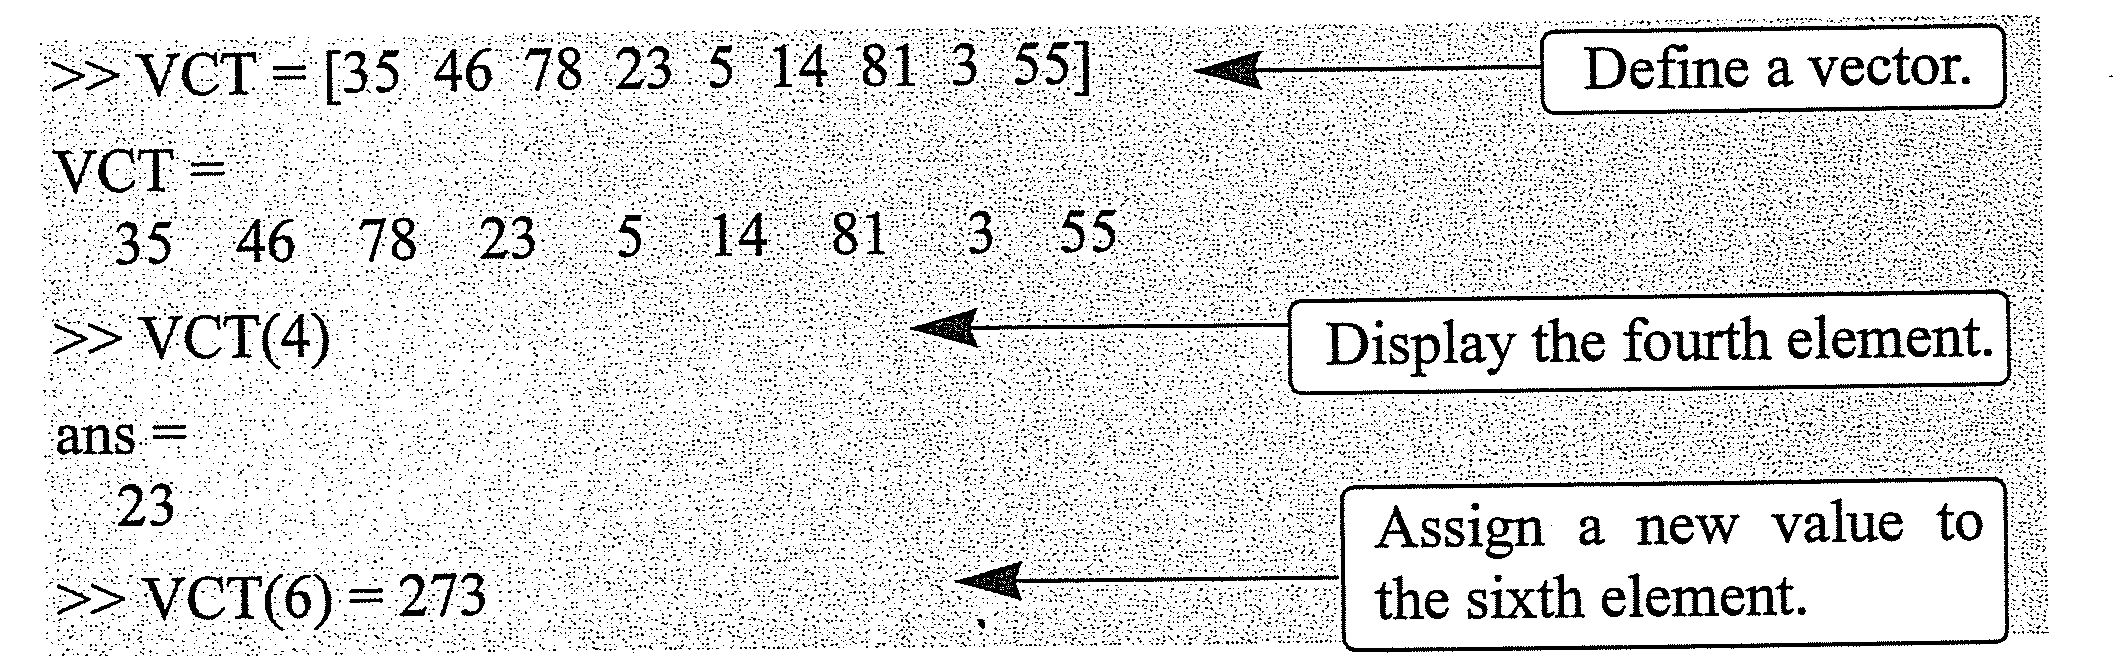 >> VCT = [35 46 78 23 5 14 81 3 55]
Define a vector.
VCT =
35 46 78 23 5 14 81 3 55
>> VCT(4)
Display the fourth element.
ans =
23
>> VCT(6) = 273
Assign a new value to
the sixth element.